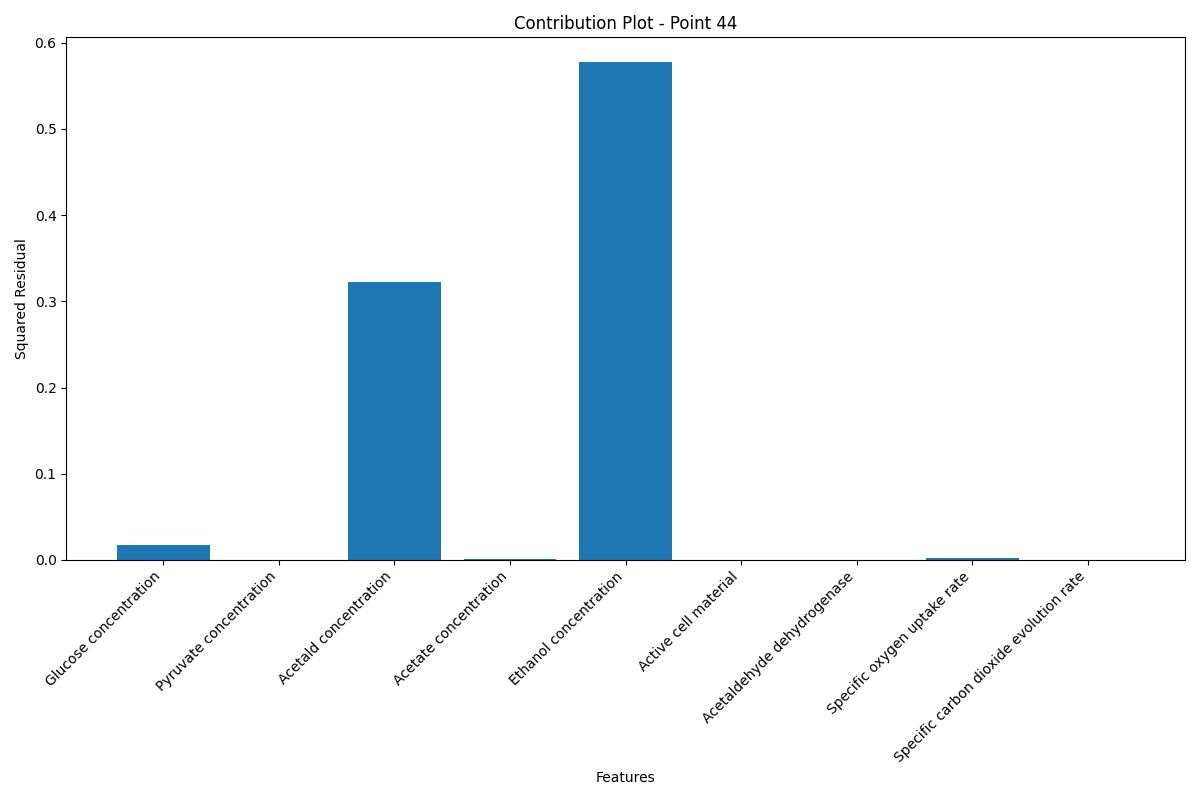 Contribution Plot - Point 44
Squared Residual
0.6
0.5
0.4
0.3
0.2
0.1
0.0
Glucose concentration
Pyruvate concentration
Acetald concentration
Acetate concentration
Ethanol concentration
Active cell material
Acetaldehyde dehydrogenase
Specific oxygen uptake rate
Specific carbon dioxide evolution rate
Features